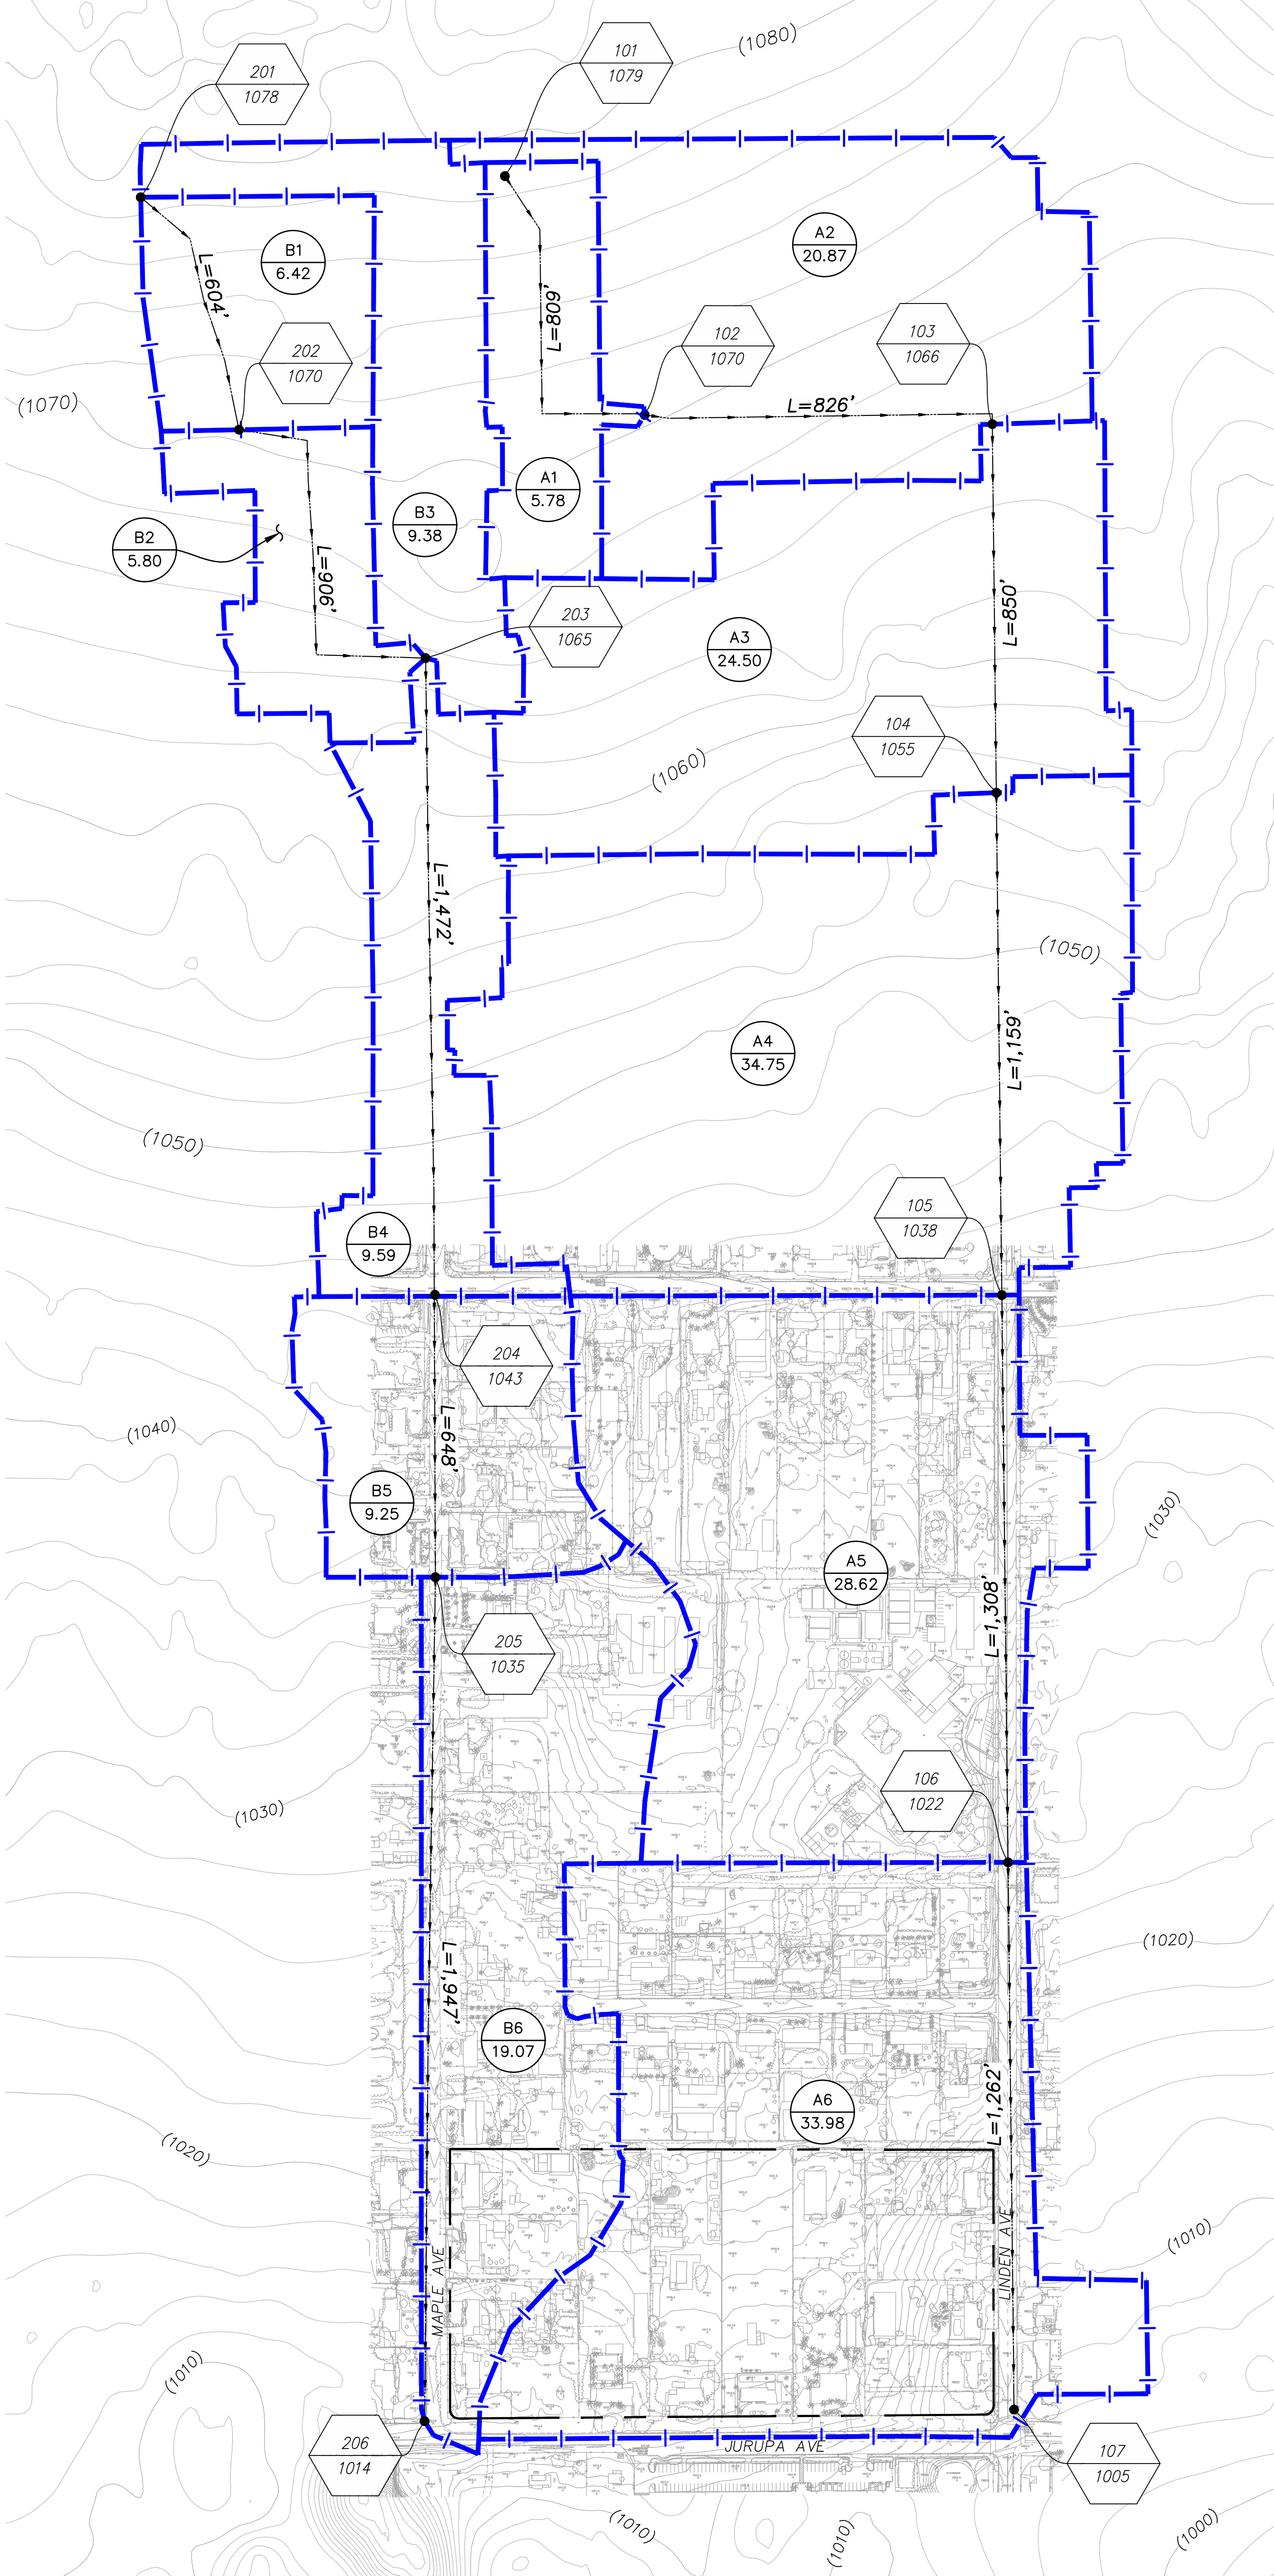 (1080)
101
1079
201
1078
A2
20.87
B1
6.42
L=604'
L=809'
102
1070
103
1066
202
1070
(1070)
L=826'
A1
5.78
B3
9.38
B2
5.80
L=906'
L=850'
203
1065
A3
24.50
104
1055
(1060)
L=1,472'
(1050)
A4
34.75
L=1,159'
(1050)
105
1038
B4
9.59
204
1043
(1040)
L=648'
B5
9.25
(1030)
A5
28.62
L=1,308'
205
1035
106
1022
(1030)
(1020)
L=1,947'
B6
19.07
L=1,262'
A6
33.98
(1020)
(1010)
MAPLE AVE
LINDEN AVE
(1010)
206
1014
JURUPA AVE
107
1005
(1010)
(1010)
(1000)